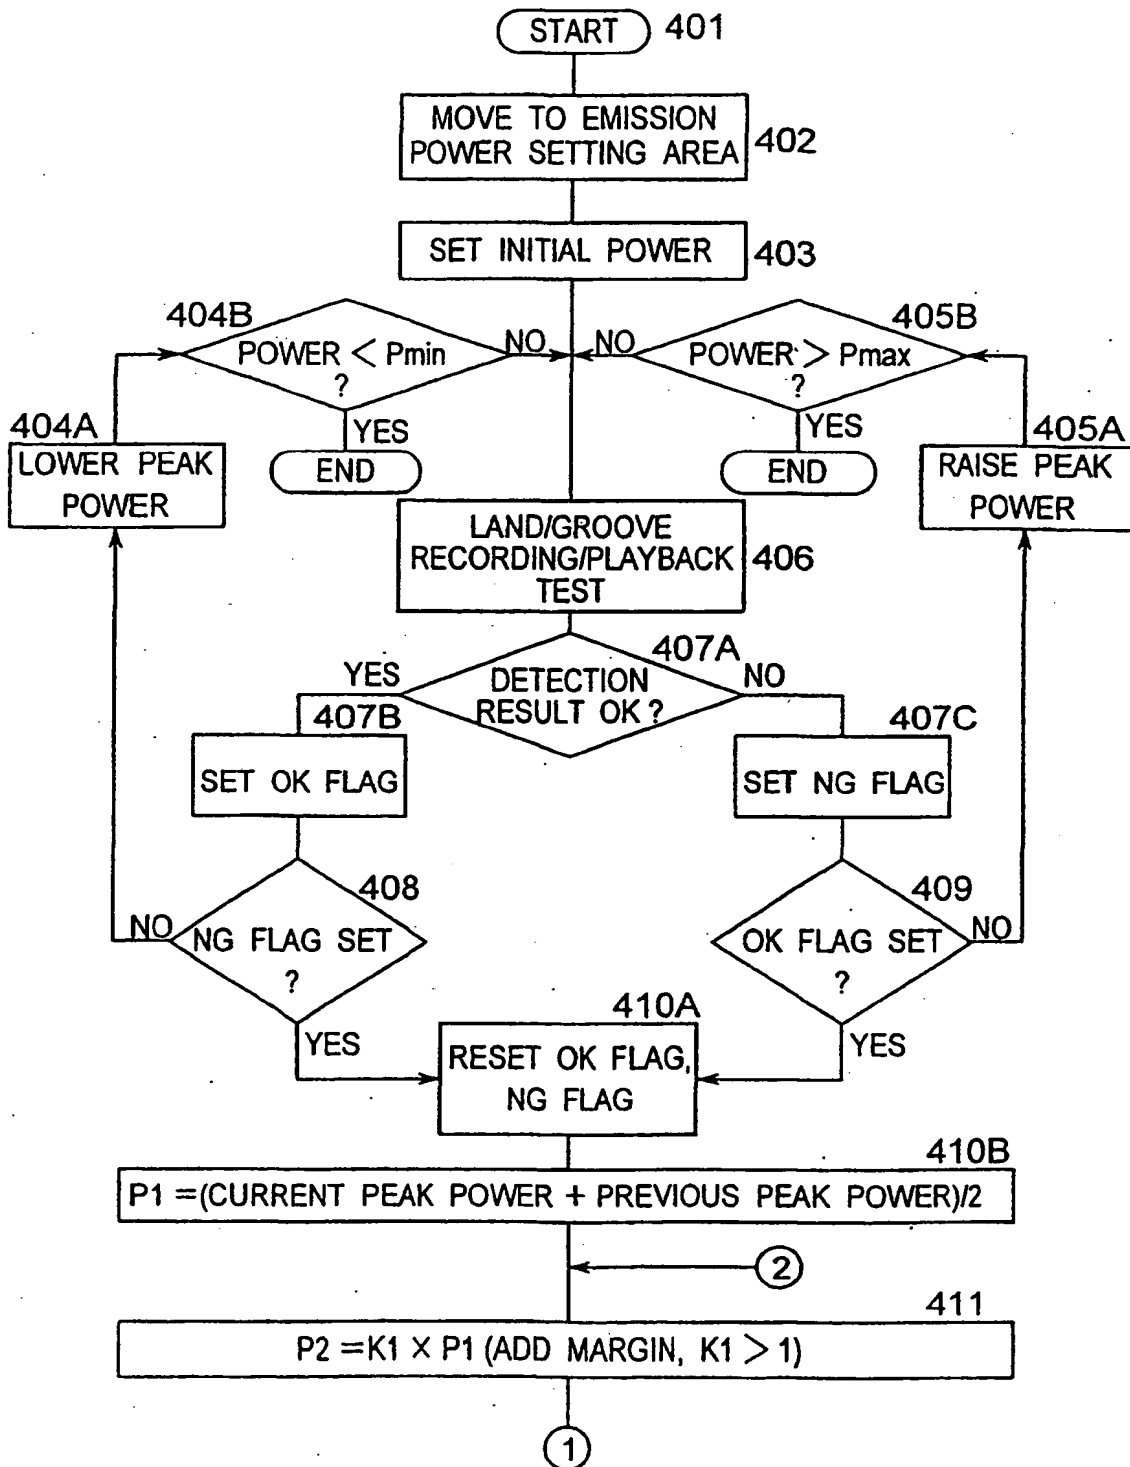 START 401
MOVE TO EMISSION
POWER SETTING AREA 402
SET INITIAL POWER 403
404B
POWER < Pmin
?
NO
YES
END
405B
POWER > Pmax
?
NO
YES
END
404A
LOWER PEAK
POWER
405A
RAISE PEAK
POWER
LAND/GROOVE
RECORDING/PLAYBACK
TEST
406
407A
DETECTION
RESULT OK ?
YES
NO
407B
SET OK FLAG
407C
SET NG FLAG
408
NG FLAG SET
?
NO
YES
409
OK FLAG SET
?
NO
YES
410A
RESET OK FLAG,
NG FLAG
410B
P1 =(CURRENT PEAK POWER + PREVIOUS PEAK POWER)/2
2
411
P2 =K1 X P1 (ADD MARGIN, K1 > 1)
1